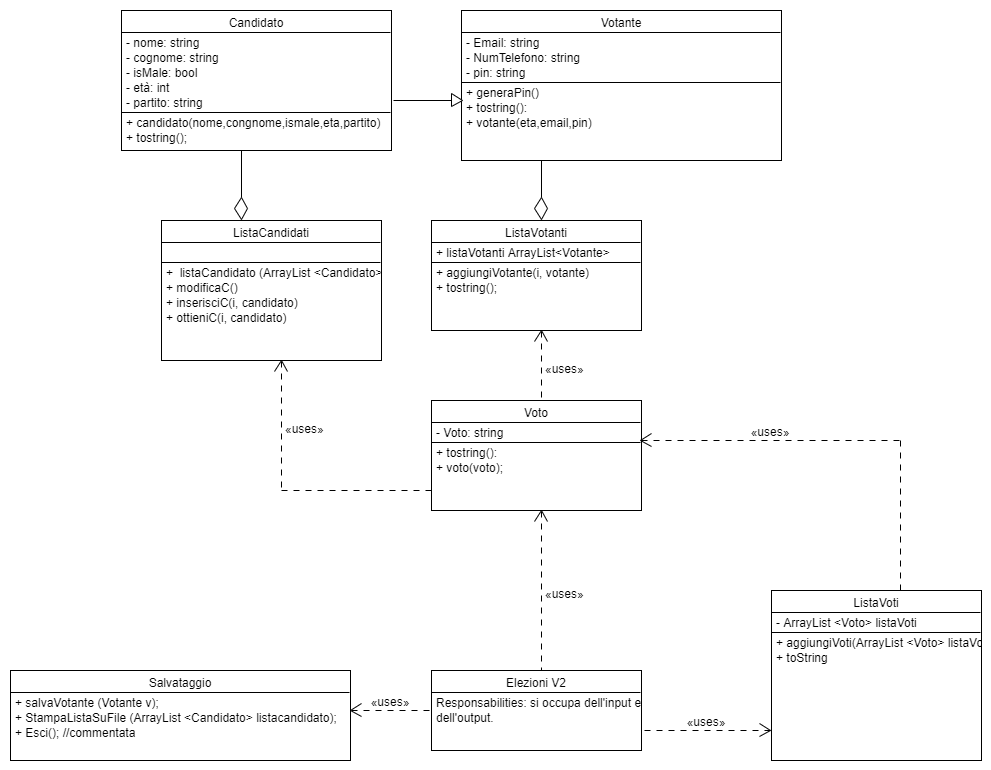 Candidato
- nome: string
- cognome: string
- isMale: bool
- età: int
- partito: string
+ candidato(nome,congnome,ismale,eta,partito)
+ tostring();
Votante
- Email: string
- NumTelefono: string
- pin: string
+ generaPin()
+ tostring():
+ votante(eta,email,pin)
ListaCandidati
+ listaCandidato (ArrayList <Candidato>
+ modificaC()
+ inserisciC(i, candidato)
+ ottieniC(i, candidato)
ListaVotanti
+ listaVotanti ArrayList<Votante>
+ aggiungiVotante(i, votante)
+ tostring();
«uses»
«uses»
Voto
- Voto: string
+ tostring():
+ voto(voto);
«uses»
«uses»
ListaVoti
- ArrayList <Voto> listaVoti
+ aggiungiVoti(ArrayList <Voto> listaVo
+ toString
Salvataggio
+ salvaVotante (Votante v);
+ StampaListaSuFile (ArrayList <Candidato> listacandidato);
+ Esci(); //commentata
«uses»
Elezioni V2
Responsabilities: si occupa dell'input e
dell'output.
«uses»